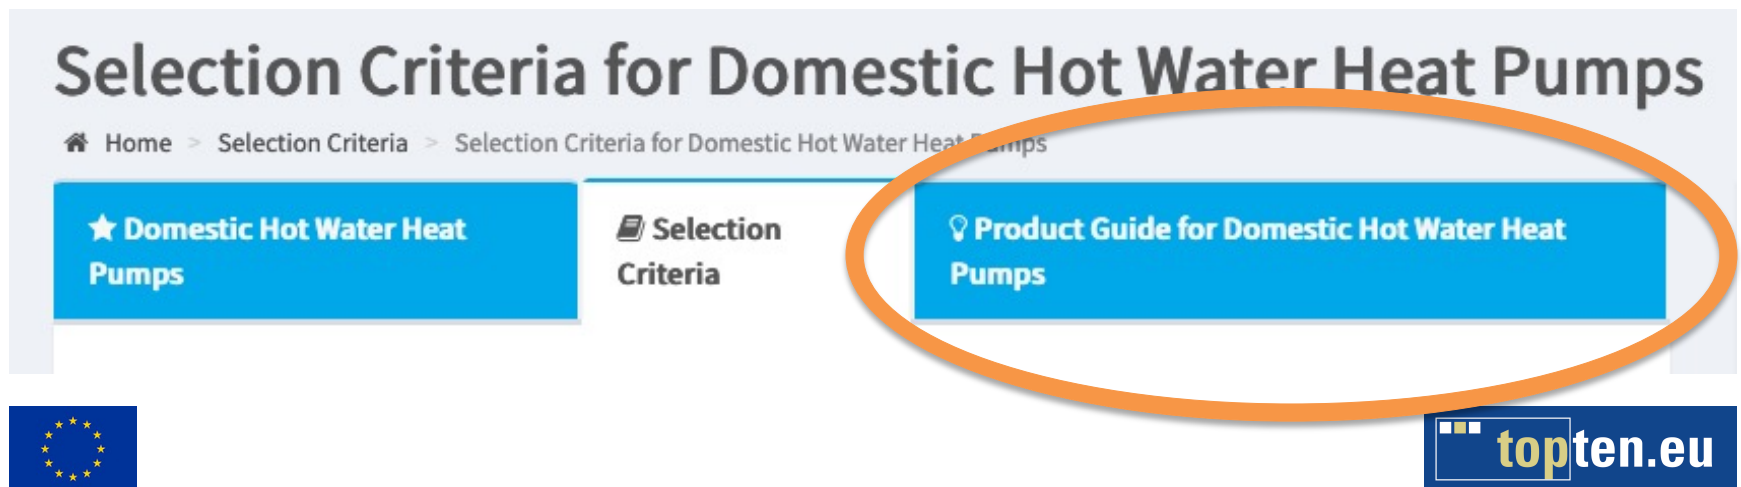 Selection Criteria for Domestic Hot Water Heat Pumps
Home > Selection Criteria > Selection Criteria for Domestic Hot Water Heat Pumps
Domestic Hot Water Heat
Pumps
Selection
Criteria
Product Guide for Domestic Hot Water Heat
Pumps
topten.eu